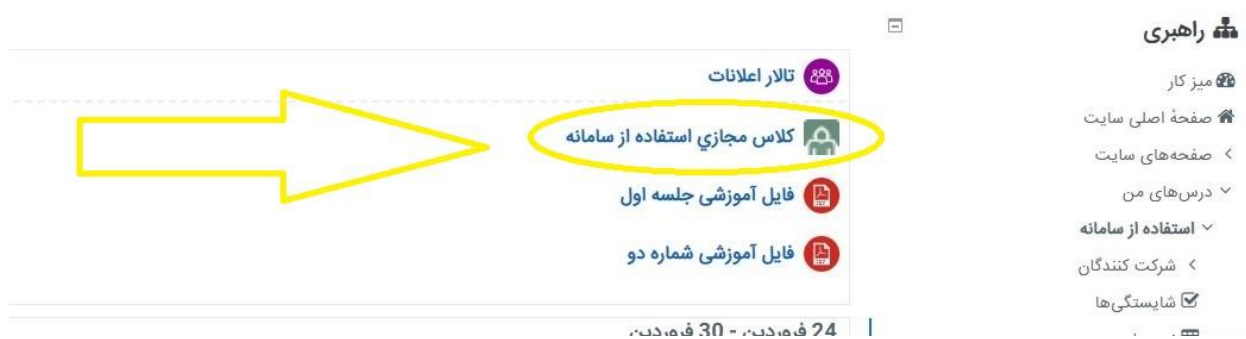 راهبری
میز کار
صفحهٔ اصلی سایت
صفحه‌های سایت
درس‌های من
استفاده از سامانه
شرکت کنندگان
شایستگی‌ها
تالار اعلانات
کلاس مجازي استفاده از سامانه
فایل آموزشی جلسه اول
فایل آموزشی شماره دو
24 فروردین - 30 فروردین